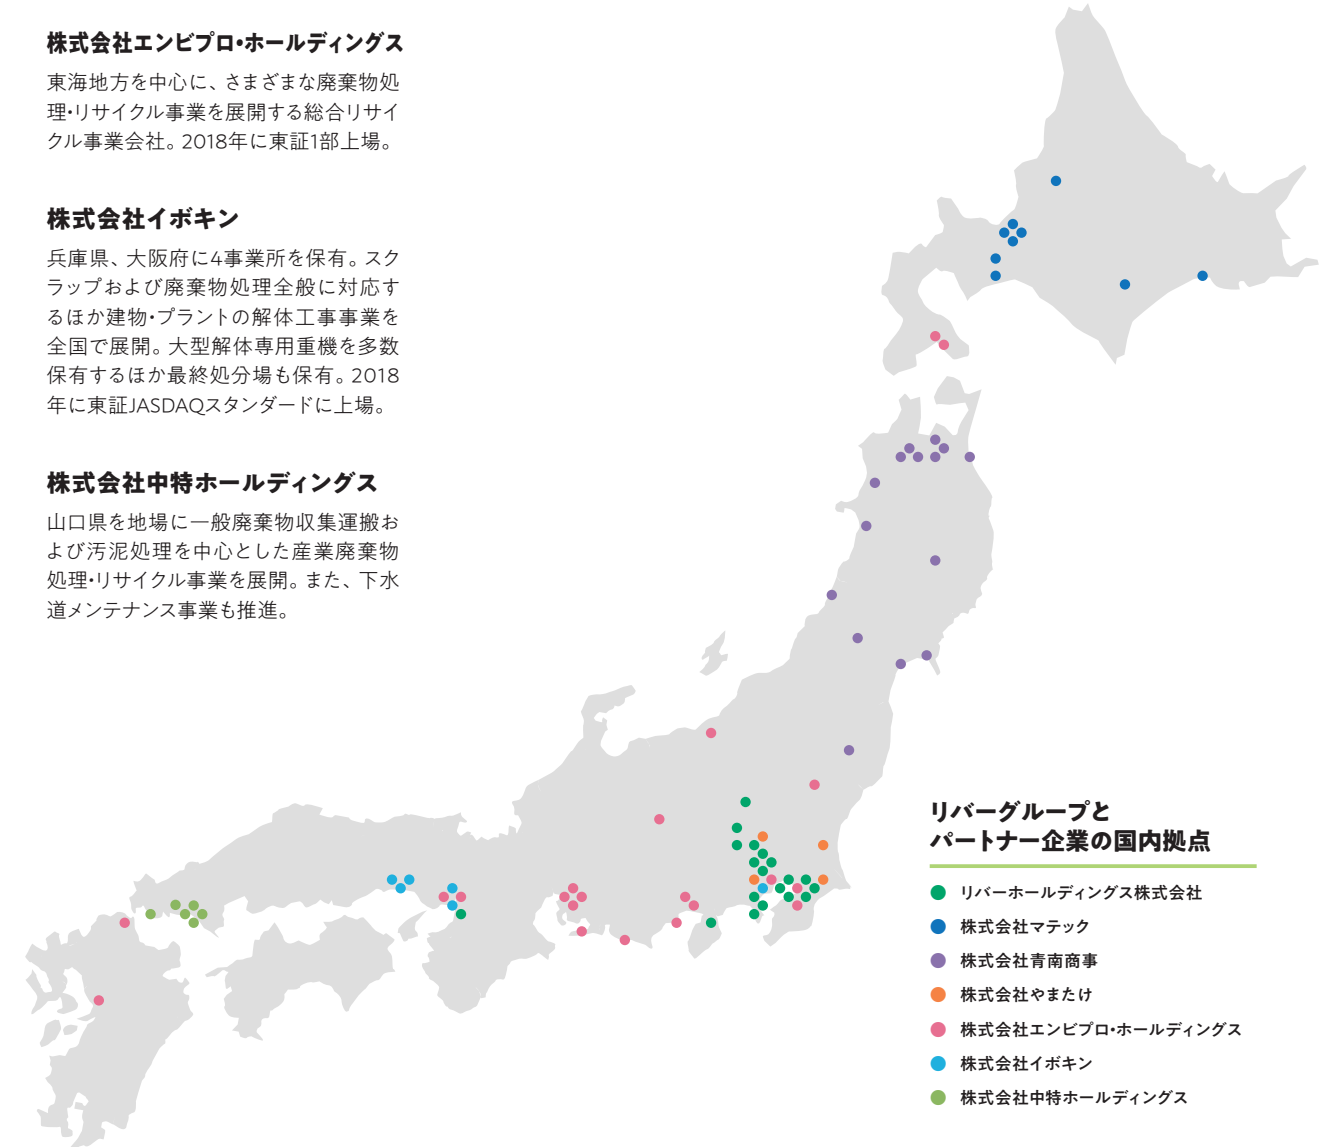 株式会社エンビプロ•ホールディングス
東海地方を中心に、さまざまな廃棄物処
理•リサイクル事業を展開する総合リサイ
クル事業会社。2018年に東証1部上場。
株式会社イボキン
兵庫県、大阪府に4事業所を保有。スク
ラップおよび廃棄物処理全般に対応す
るほか建物•プラントの解体工事事業を
全国で展開。大型解体専用重機を多数
保有するほか最終処分場も保有。2018
年に東証JASDAQスタンダードに上場。
株式会社中特ホールディングス
山口県を地場に一般廃棄物収集運搬お
よび汚泥処理を中心とした産業廃棄物
処理•リサイクル事業を展開。また、下水
道メンテナンス事業も推進。
リバーグループと
パートナー企業の国内拠点
リバーホールディングス株式会社
株式会社マテック
株式会社青南商事
株式会社やまたけ
株式会社エンビプロ•ホールディングス
株式会社イボキン
株式会社中特ホールディングス